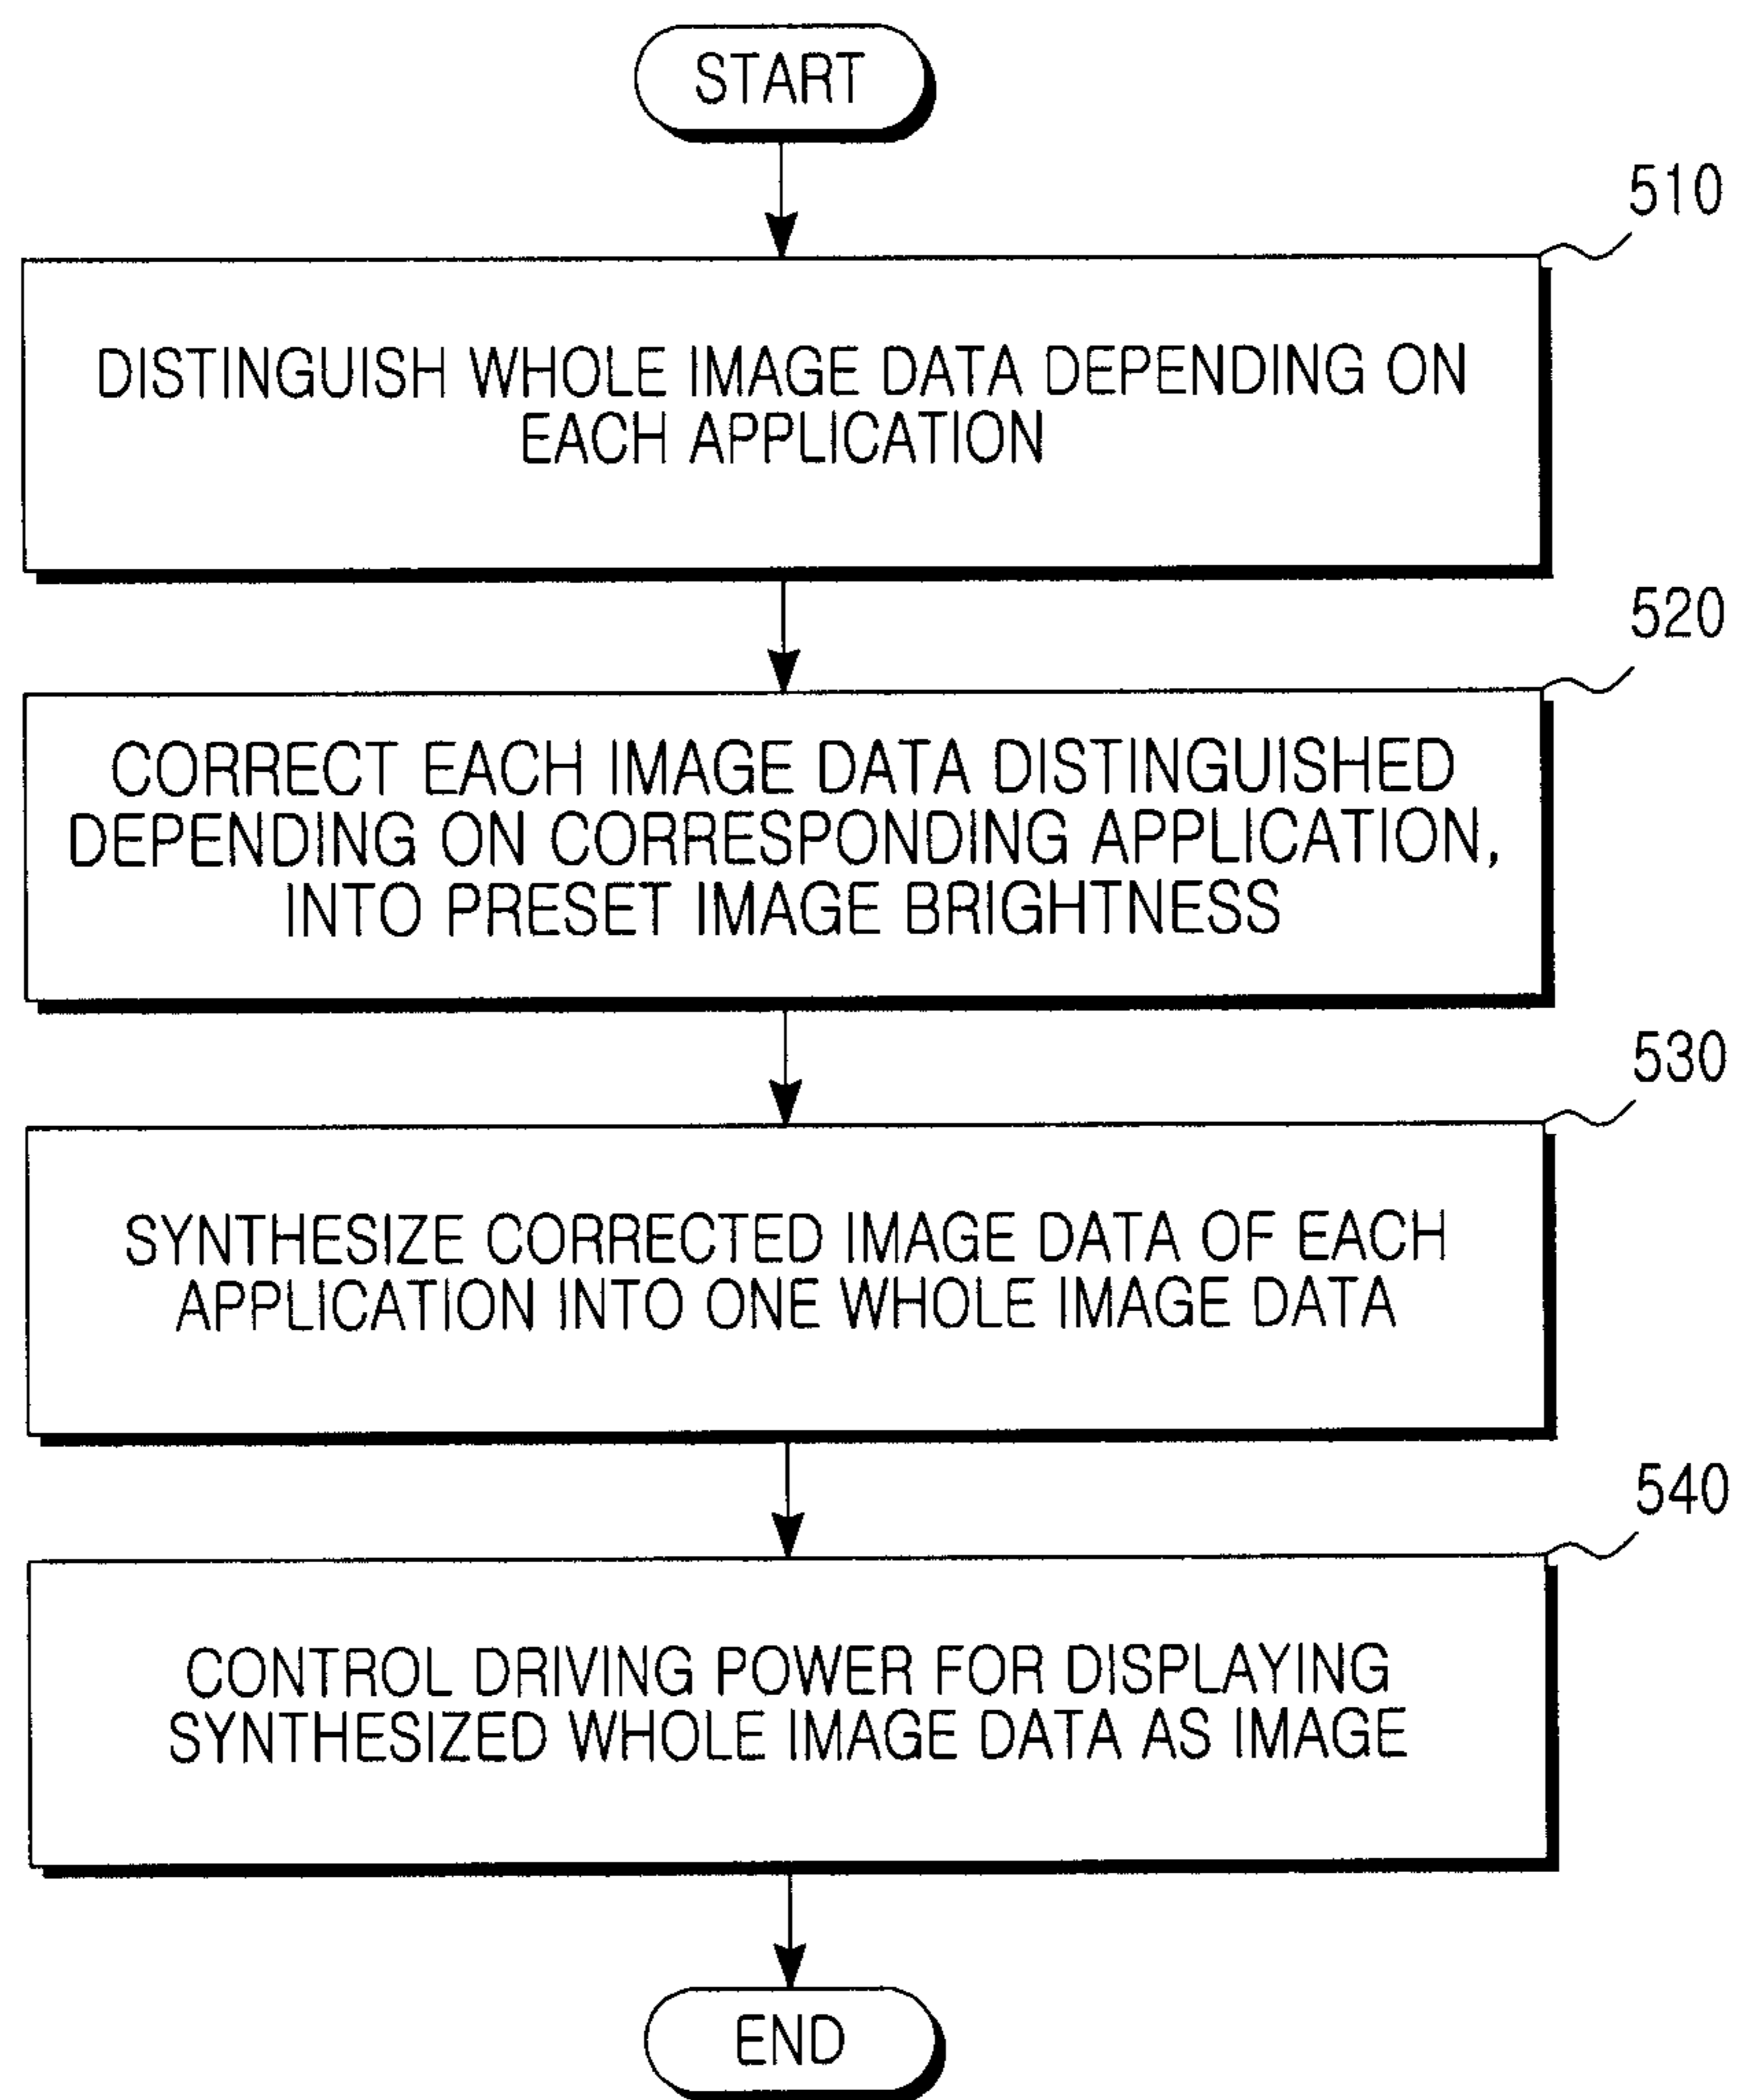 START
510
DISTINGUISH WHOLE IMAGE DATA DEPENDING ON
EACH APPLICATION
520
CORRECT EACH IMAGE DATA DISTINGUISHED
DEPENDING ON CORRESPONDING APPLICATION,
INTO PRESET IMAGE BRIGHTNESS
530
SYNTHESIZE CORRECTED IMAGE DATA OF EACH
APPLICATION INTO ONE WHOLE IMAGE DATA
540
CONTROL DRIVING POWER FOR DISPLAYING
SYNTHESIZED WHOLE IMAGE DATA AS IMAGE
END